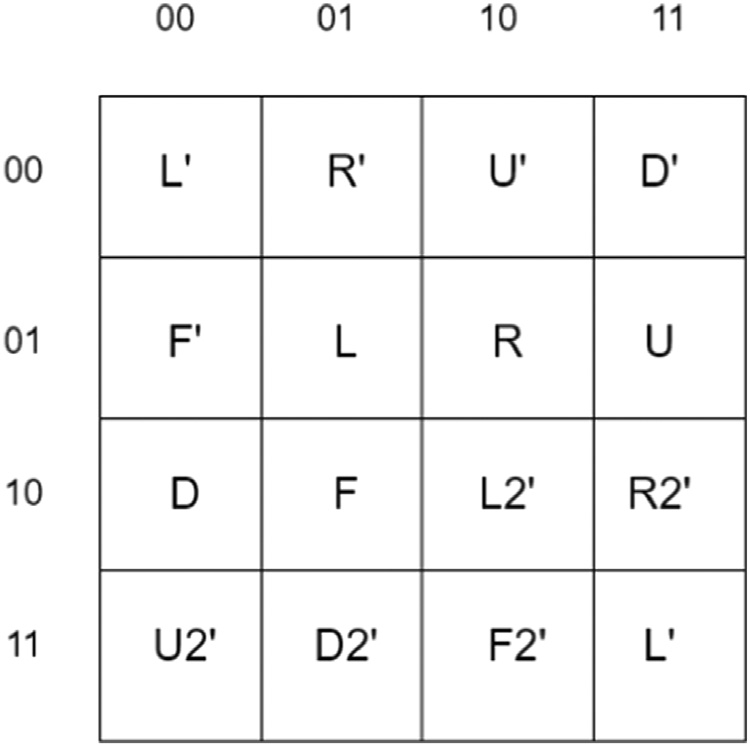 00 01 10 11
00 L' R' U' D'
01 F' L R U
10 D F L2' R2'
11 U2' D2' F2' L'